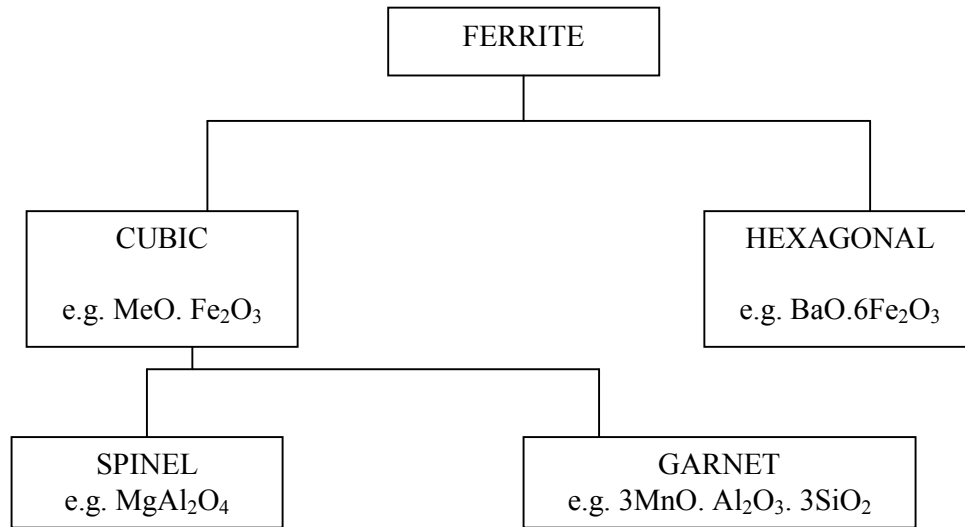 FERRITE
CUBIC
e.g. MeO. Fe₂O₃
HEXAGONAL
e.g. BaO.6Fe₂O₃
SPINEL
e.g. MgAl₂O₄
GARNET
e.g. 3MnO. Al₂O₃. 3SiO₂